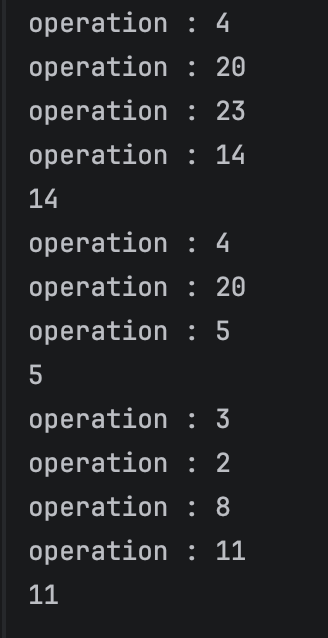 operation : 4
operation : 20
operation : 23
operation : 14
14
operation : 4
operation : 20
operation : 5
5
operation : 3
operation : 2
operation : 8
operation : 11
11